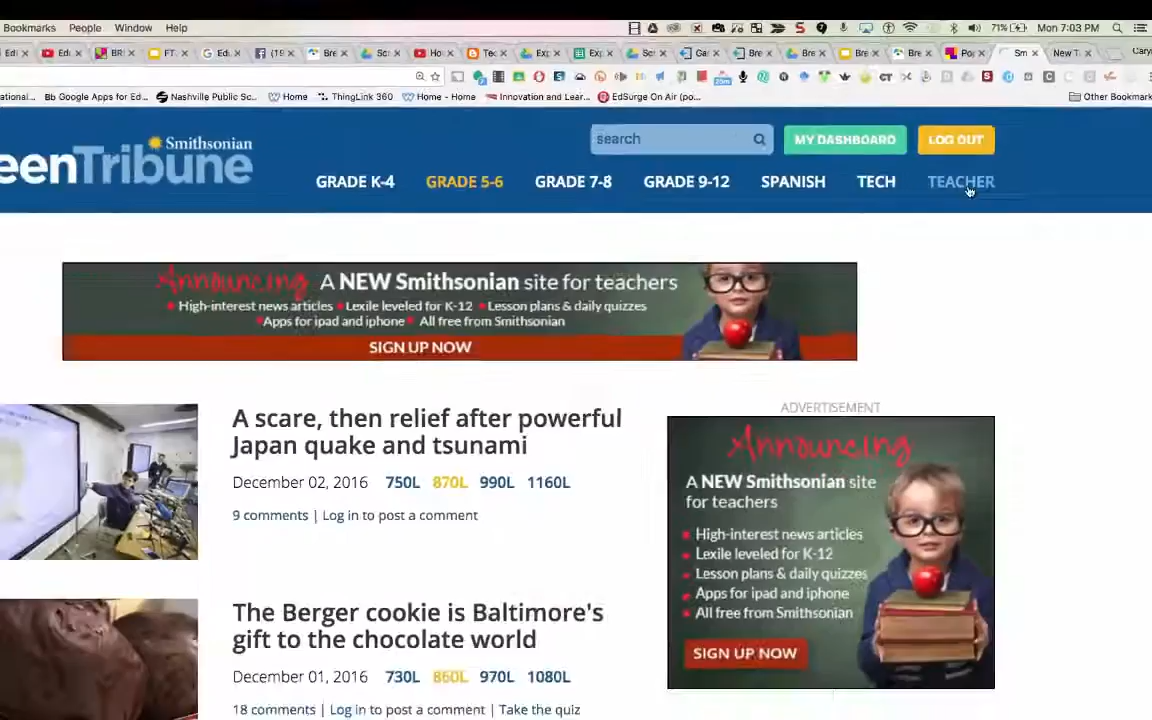 Bookmarks People Window Help
71% Mon 7:03 PM
Bb Google Apps for Ed... Nashville Public Sc... Home ThingLink 360 Home - Home Innovation and Lear... EdSurge On Air (po... Other Bookmark
Smithsonian
eenTribune
search
MY DASHBOARD
LOG OUT
GRADE K-4 GRADE 5-6 GRADE 7-8 GRADE 9-12 SPANISH TECH TEACHER
Announcing A NEW Smithsonian site for teachers
• High-interest news articles • Lexile leveled for K-12 • Lesson plans & daily quizzes
• Apps for ipad and iphone • All free from Smithsonian
SIGN UP NOW
A scare, then relief after powerful
Japan quake and tsunami
December 02, 2016 750L 870L 990L 1160L
9 comments | Log in to post a comment
The Berger cookie is Baltimore's
gift to the chocolate world
December 01, 2016 730L 860L 970L 1080L
18 comments | Log in to post a comment | Take the quiz
ADVERTISEMENT
Announcing
A NEW Smithsonian site
for teachers
High-interest news articles
Lexile leveled for K-12
Lesson plans & daily quizzes
Apps for ipad and iphone
All free from Smithsonian
SIGN UP NOW